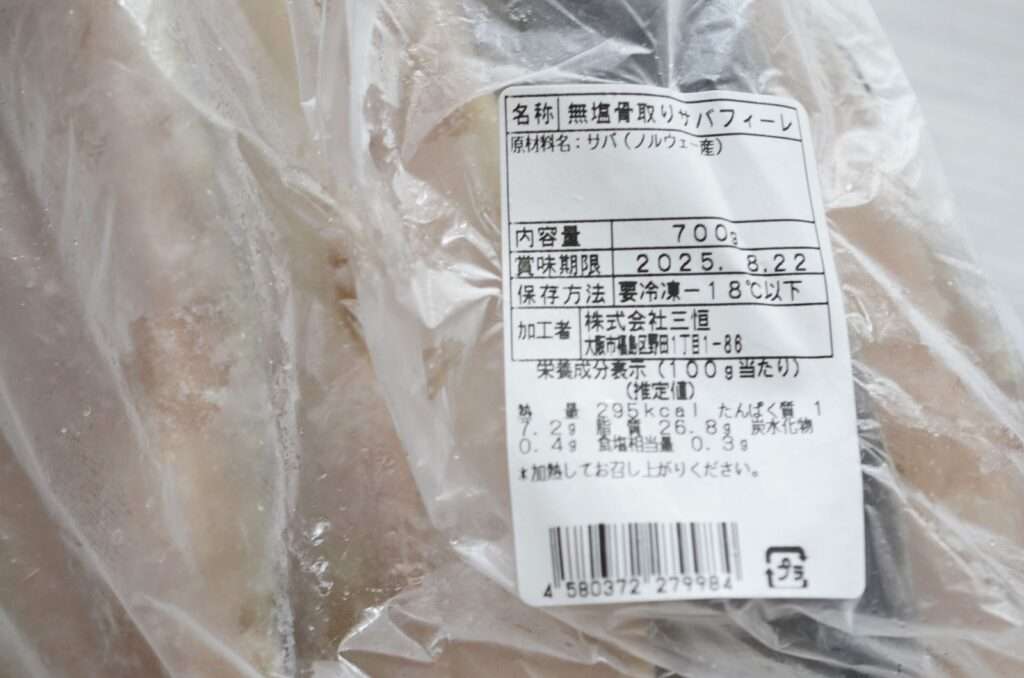 名称 無塩骨取りサバフィーレ
原材料名：サバ（ノルウェー産）
内容量 700g
賞味期限 2025. 8.22
保存方法 要冷凍－18℃以下
加工者 株式会社三恒
大阪市福島区野田1丁目1-86
栄養成分表示（100g当たり）
（推定値）
熱 量 295kcal たんぱく質 1
7.2g 脂 質 26.8g 炭水化物
0.4g 食塩相当量 0.3g
*加熱してお召し上がりください。
4 580372 279984
プラ